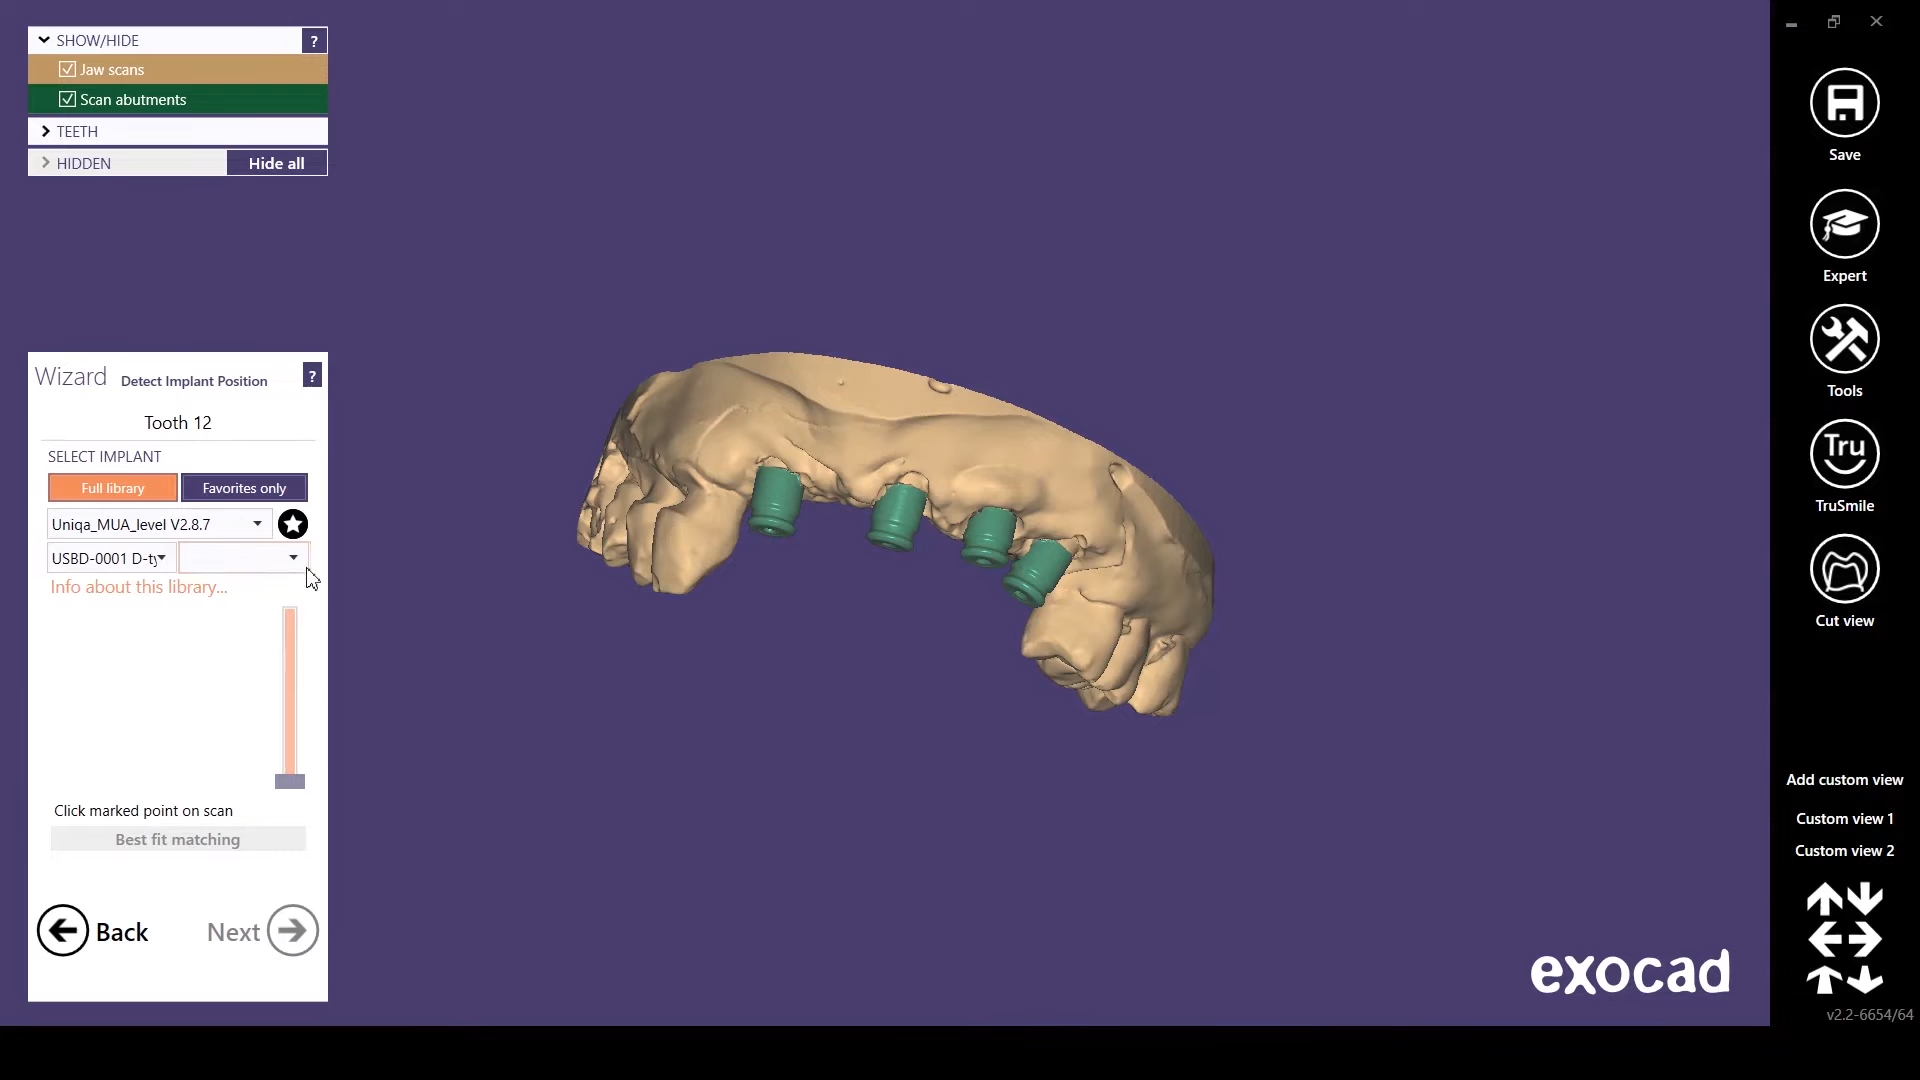 SHOW/HIDE ?
Jaw scans
Scan abutments
TEETH
HIDDEN Hide all
Wizard Detect Implant Position ?
Tooth 12
SELECT IMPLANT
Full library Favorites only
Uniqa_MUA_level V2.8.7
USBD-0001 D-ty
Info about this library...
Click marked point on scan
Best fit matching
Back Next
Save
Expert
Tools
Tru
TruSmile
Cut view
Add custom view
Custom view 1
Custom view 2
exocad
v2.2-6654/64